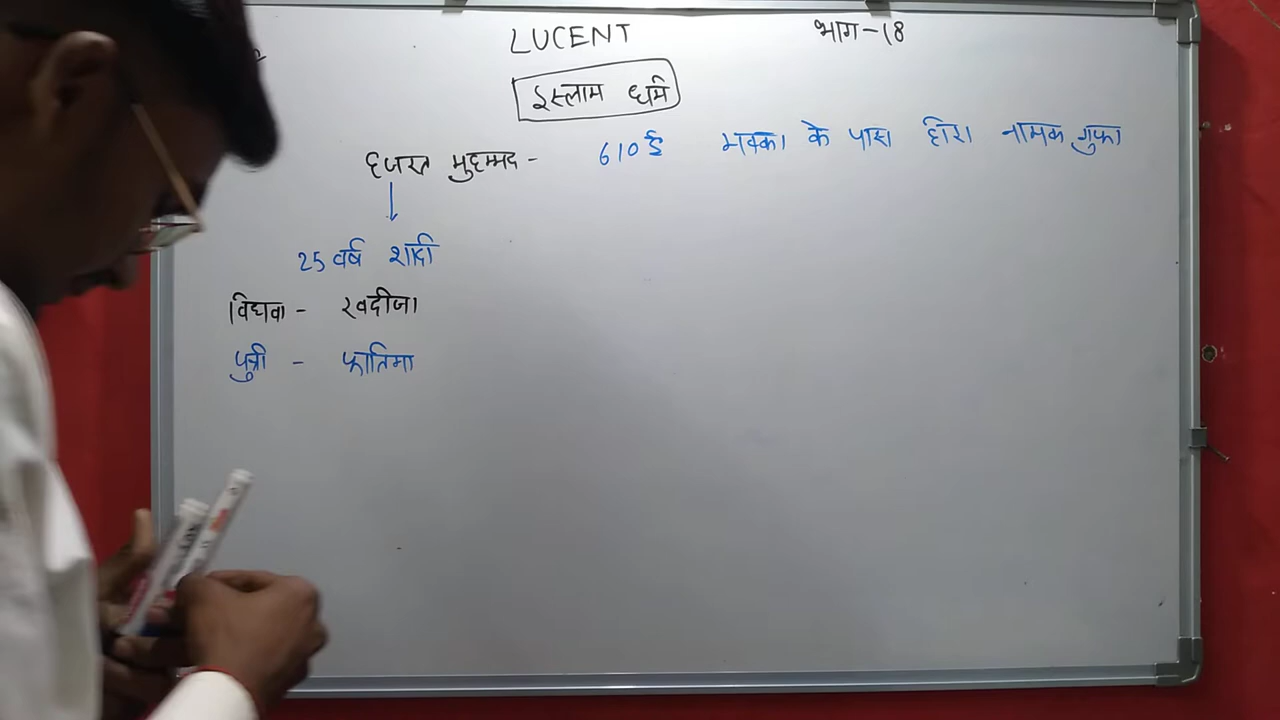 LUCENT भाग-18
इस्लाम धर्म
हजरत मुहम्मद - 610 ई मक्का के पास हीरा नामक गुफा
25 वर्ष शादी
विधवा - खदीजा
पुत्री - फातिमा